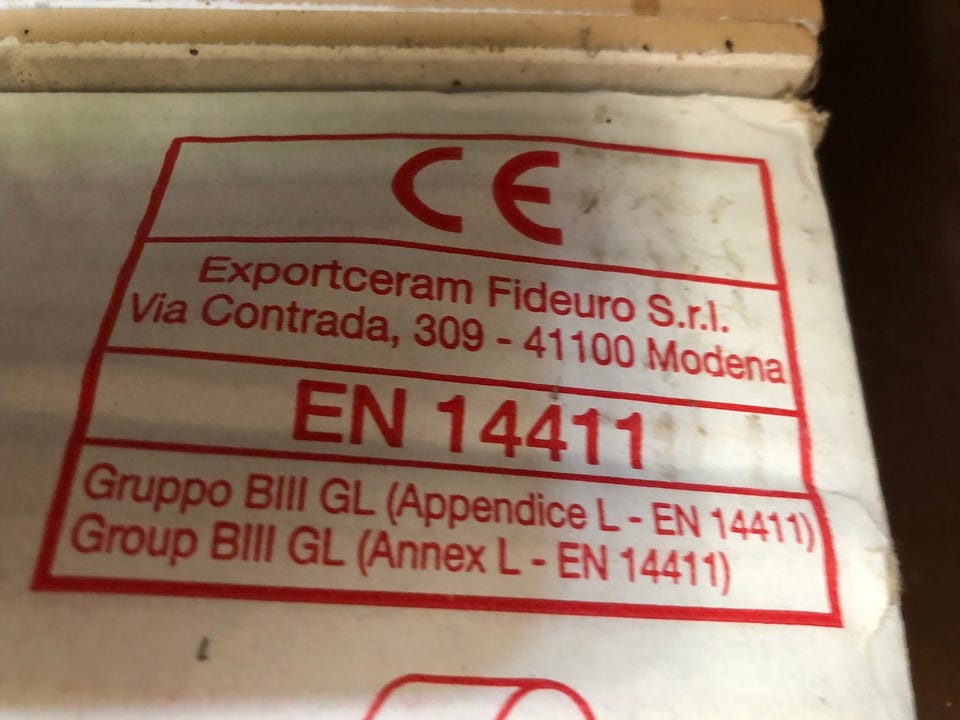 CE
Exportceram Fideuro S.r.l.
Via Contrada, 309 - 41100 Modena
EN 14411
Gruppo BIII GL (Appendice L - EN 14411)
Group BIII GL (Annex L - EN 14411)